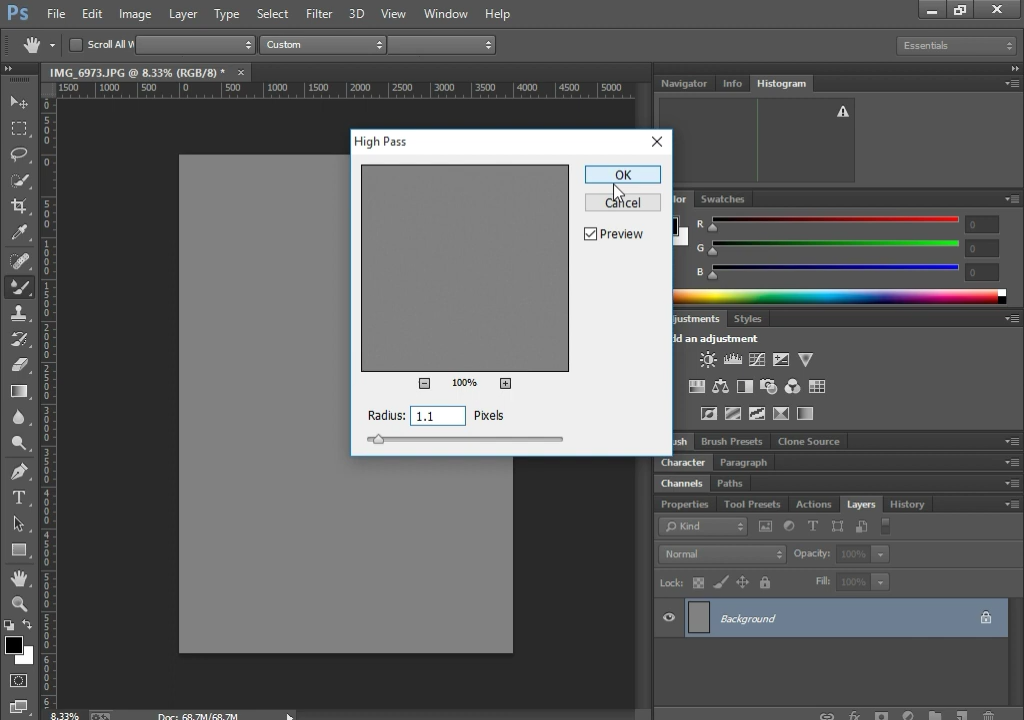 Ps File Edit Image Layer Type Select Filter 3D View Window Help
Scroll All W Custom Essentials
IMG_6973.JPG @ 8.33% (RGB/8) * ×
1500 1000 500 0 500 1000 1500 2000 2500 3000 3500 4000 4500 5000
Navigator Info Histogram
High Pass
OK
Cancel
Preview
100%
Radius: 1.1 Pixels
lor Swatches
R 0
G 0
B 0
justments Styles
dd an adjustment
ush Brush Presets Clone Source
Character Paragraph
Channels Paths
Properties Tool Presets Actions Layers History
Kind
Normal Opacity: 100%
Lock: Fill: 100%
Background
8.33% Doc: 68.7M/68.7M